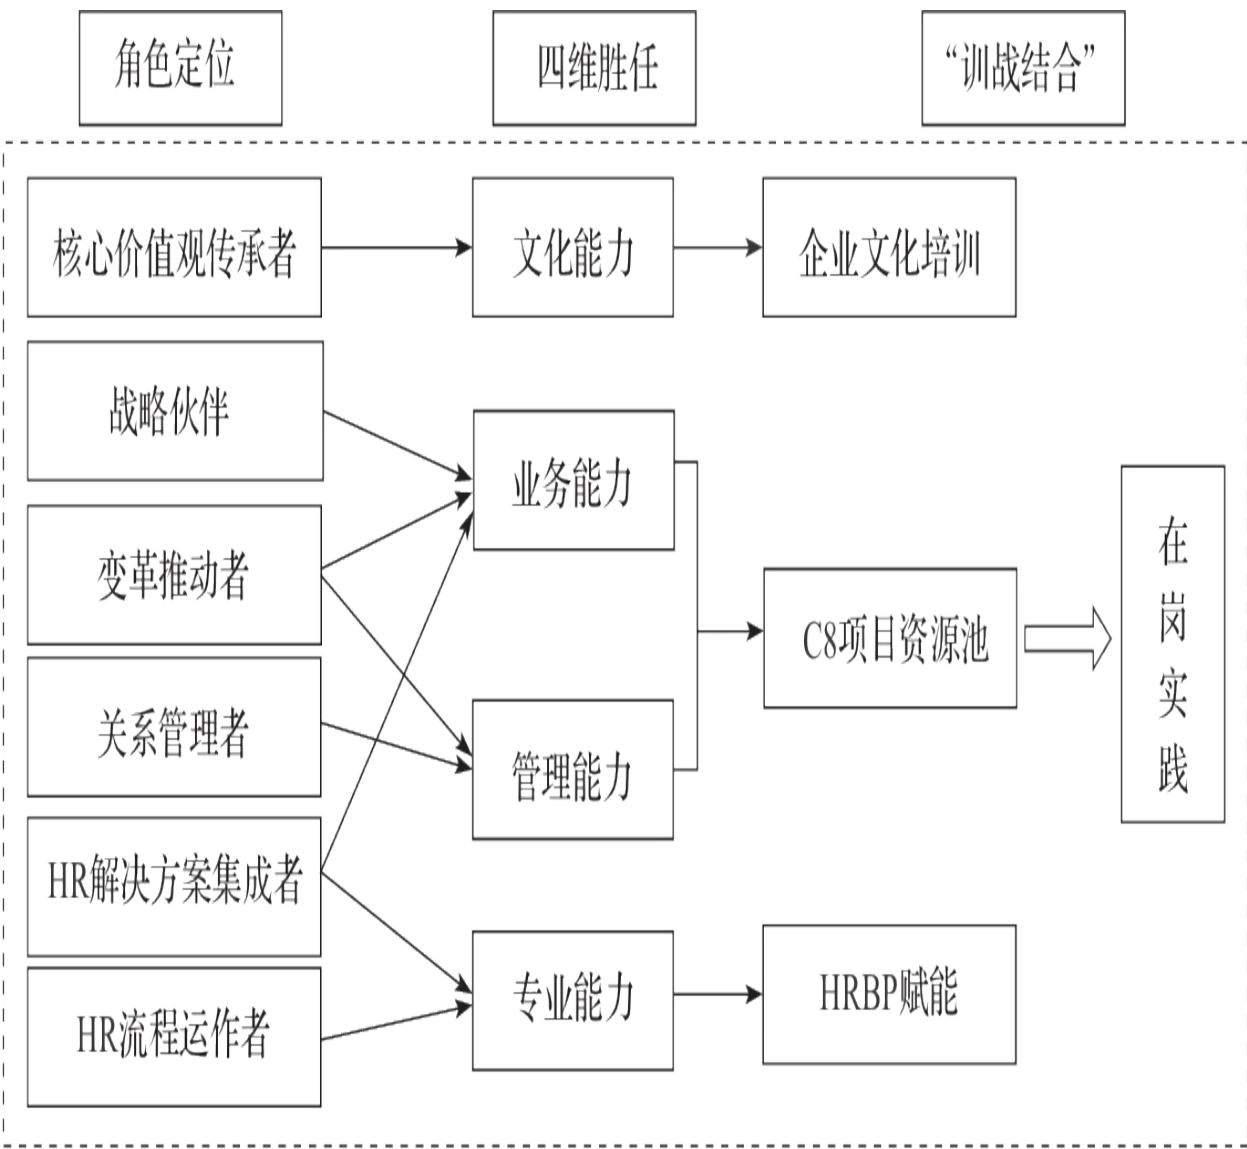 角色定位
四维胜任
“训战结合”
核心价值观传承者
文化能力
企业文化培训
战略伙伴
业务能力
变革推动者
C8项目资源池
在岗实践
关系管理者
管理能力
HR解决方案集成者
专业能力
HRBP赋能
HR流程运作者